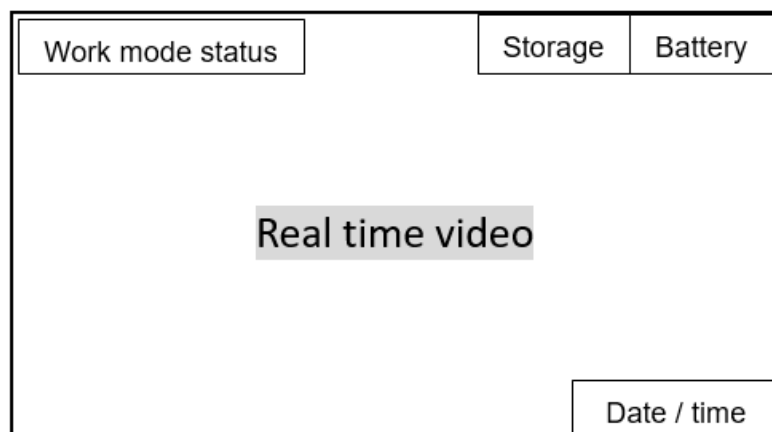 Work mode status
Storage
Battery
Real time video
Date / time